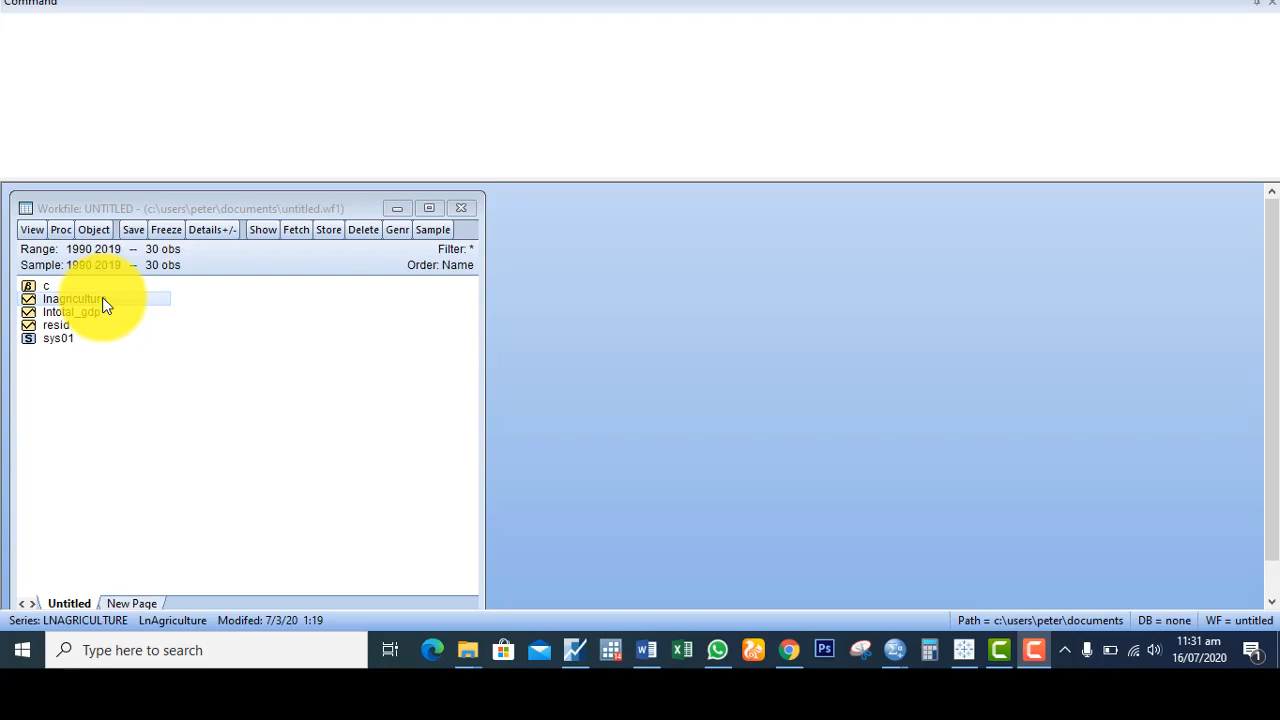 Command
Workfile: UNTITLED - (c:\users\peter\documents\untitled.wf1)
View Proc Object Save Freeze Details+/- Show Fetch Store Delete Genr Sample
Range: 1990 2019 -- 30 obs Filter: *
Sample: 1990 2019 -- 30 obs Order: Name
β c
lnagriculture
lntotal_gdp
resid
S sys01
Untitled New Page
Series: LNAGRICULTURE LnAgriculture Modifed: 7/3/20 1:19 Path = c:\users\peter\documents DB = none WF = untitled
Type here to search
Ps
11:31 am
16/07/2020
1